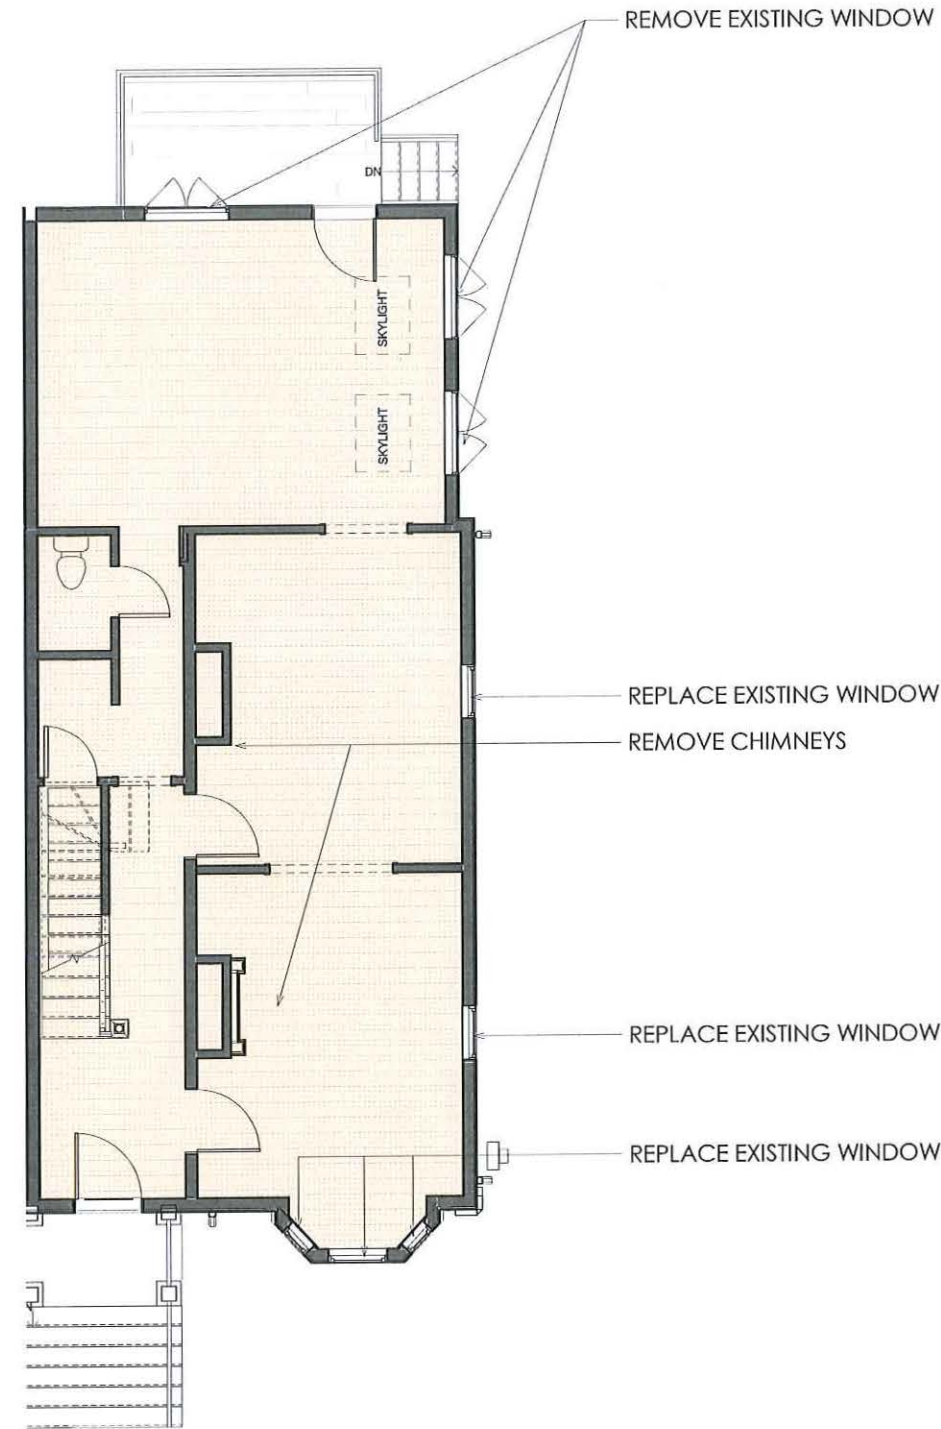 REMOVE EXISTING WINDOW
DN
SKYLIGHT
SKYLIGHT
REPLACE EXISTING WINDOW
REMOVE CHIMNEYS
REPLACE EXISTING WINDOW
REPLACE EXISTING WINDOW